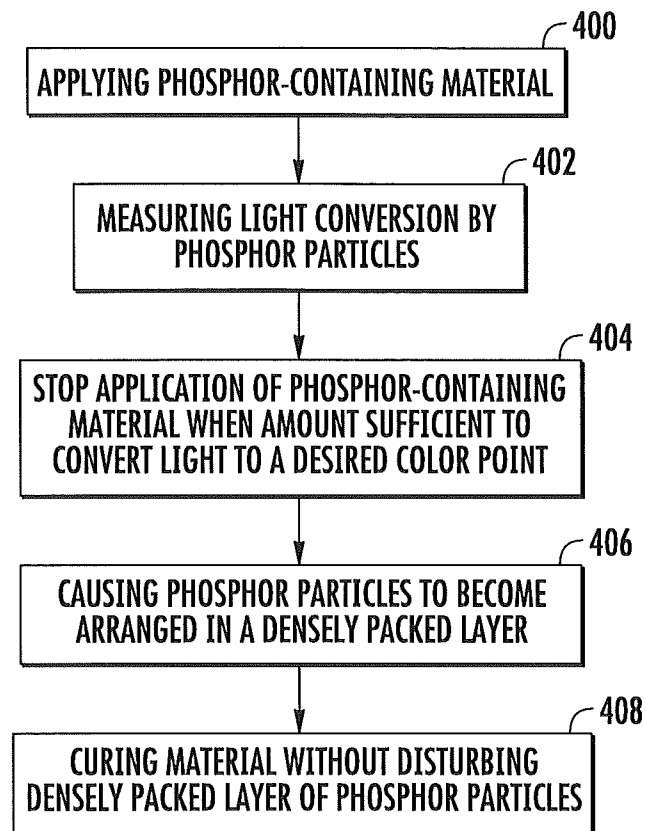 400
APPLYING PHOSPHOR-CONTAINING MATERIAL
402
MEASURING LIGHT CONVERSION BY
PHOSPHOR PARTICLES
404
STOP APPLICATION OF PHOSPHOR-CONTAINING
MATERIAL WHEN AMOUNT SUFFICIENT TO
CONVERT LIGHT TO A DESIRED COLOR POINT
406
CAUSING PHOSPHOR PARTICLES TO BECOME
ARRANGED IN A DENSELY PACKED LAYER
408
CURING MATERIAL WITHOUT DISTURBING
DENSELY PACKED LAYER OF PHOSPHOR PARTICLES